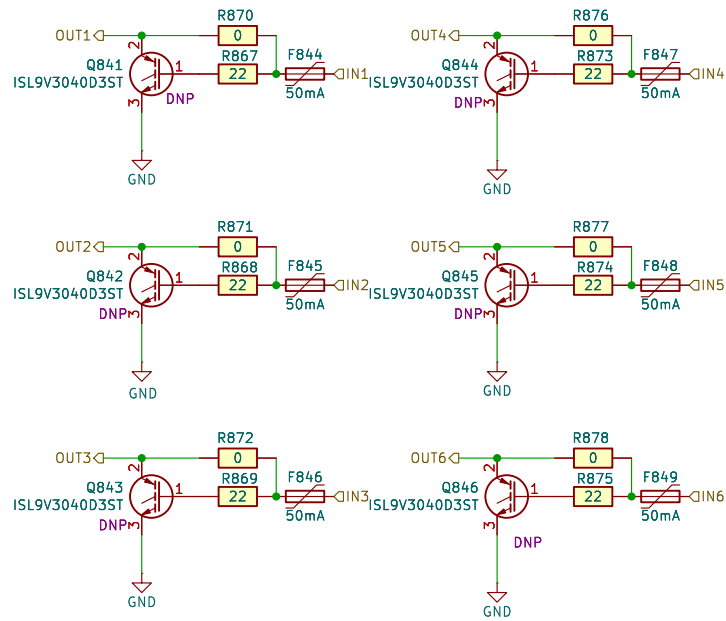 R870
OUT1
2
0
Q841
ISL9V3040D3ST
1
R867
22
F844
50mA
IN1
3
DNP
GND
R876
OUT4
2
0
Q844
ISL9V3040D3ST
1
R873
22
F847
50mA
IN4
DNP
3
GND
R871
OUT2
2
0
Q842
ISL9V3040D3ST
1
R868
22
F845
50mA
IN2
DNP
3
GND
R877
OUT5
2
0
Q845
ISL9V3040D3ST
1
R874
22
F848
50mA
IN5
DNP
3
GND
R872
OUT3
2
0
Q843
ISL9V3040D3ST
1
R869
22
F846
50mA
IN3
DNP
3
GND
R878
OUT6
2
0
Q846
ISL9V3040D3ST
1
R875
22
F849
50mA
IN6
3
DNP
GND